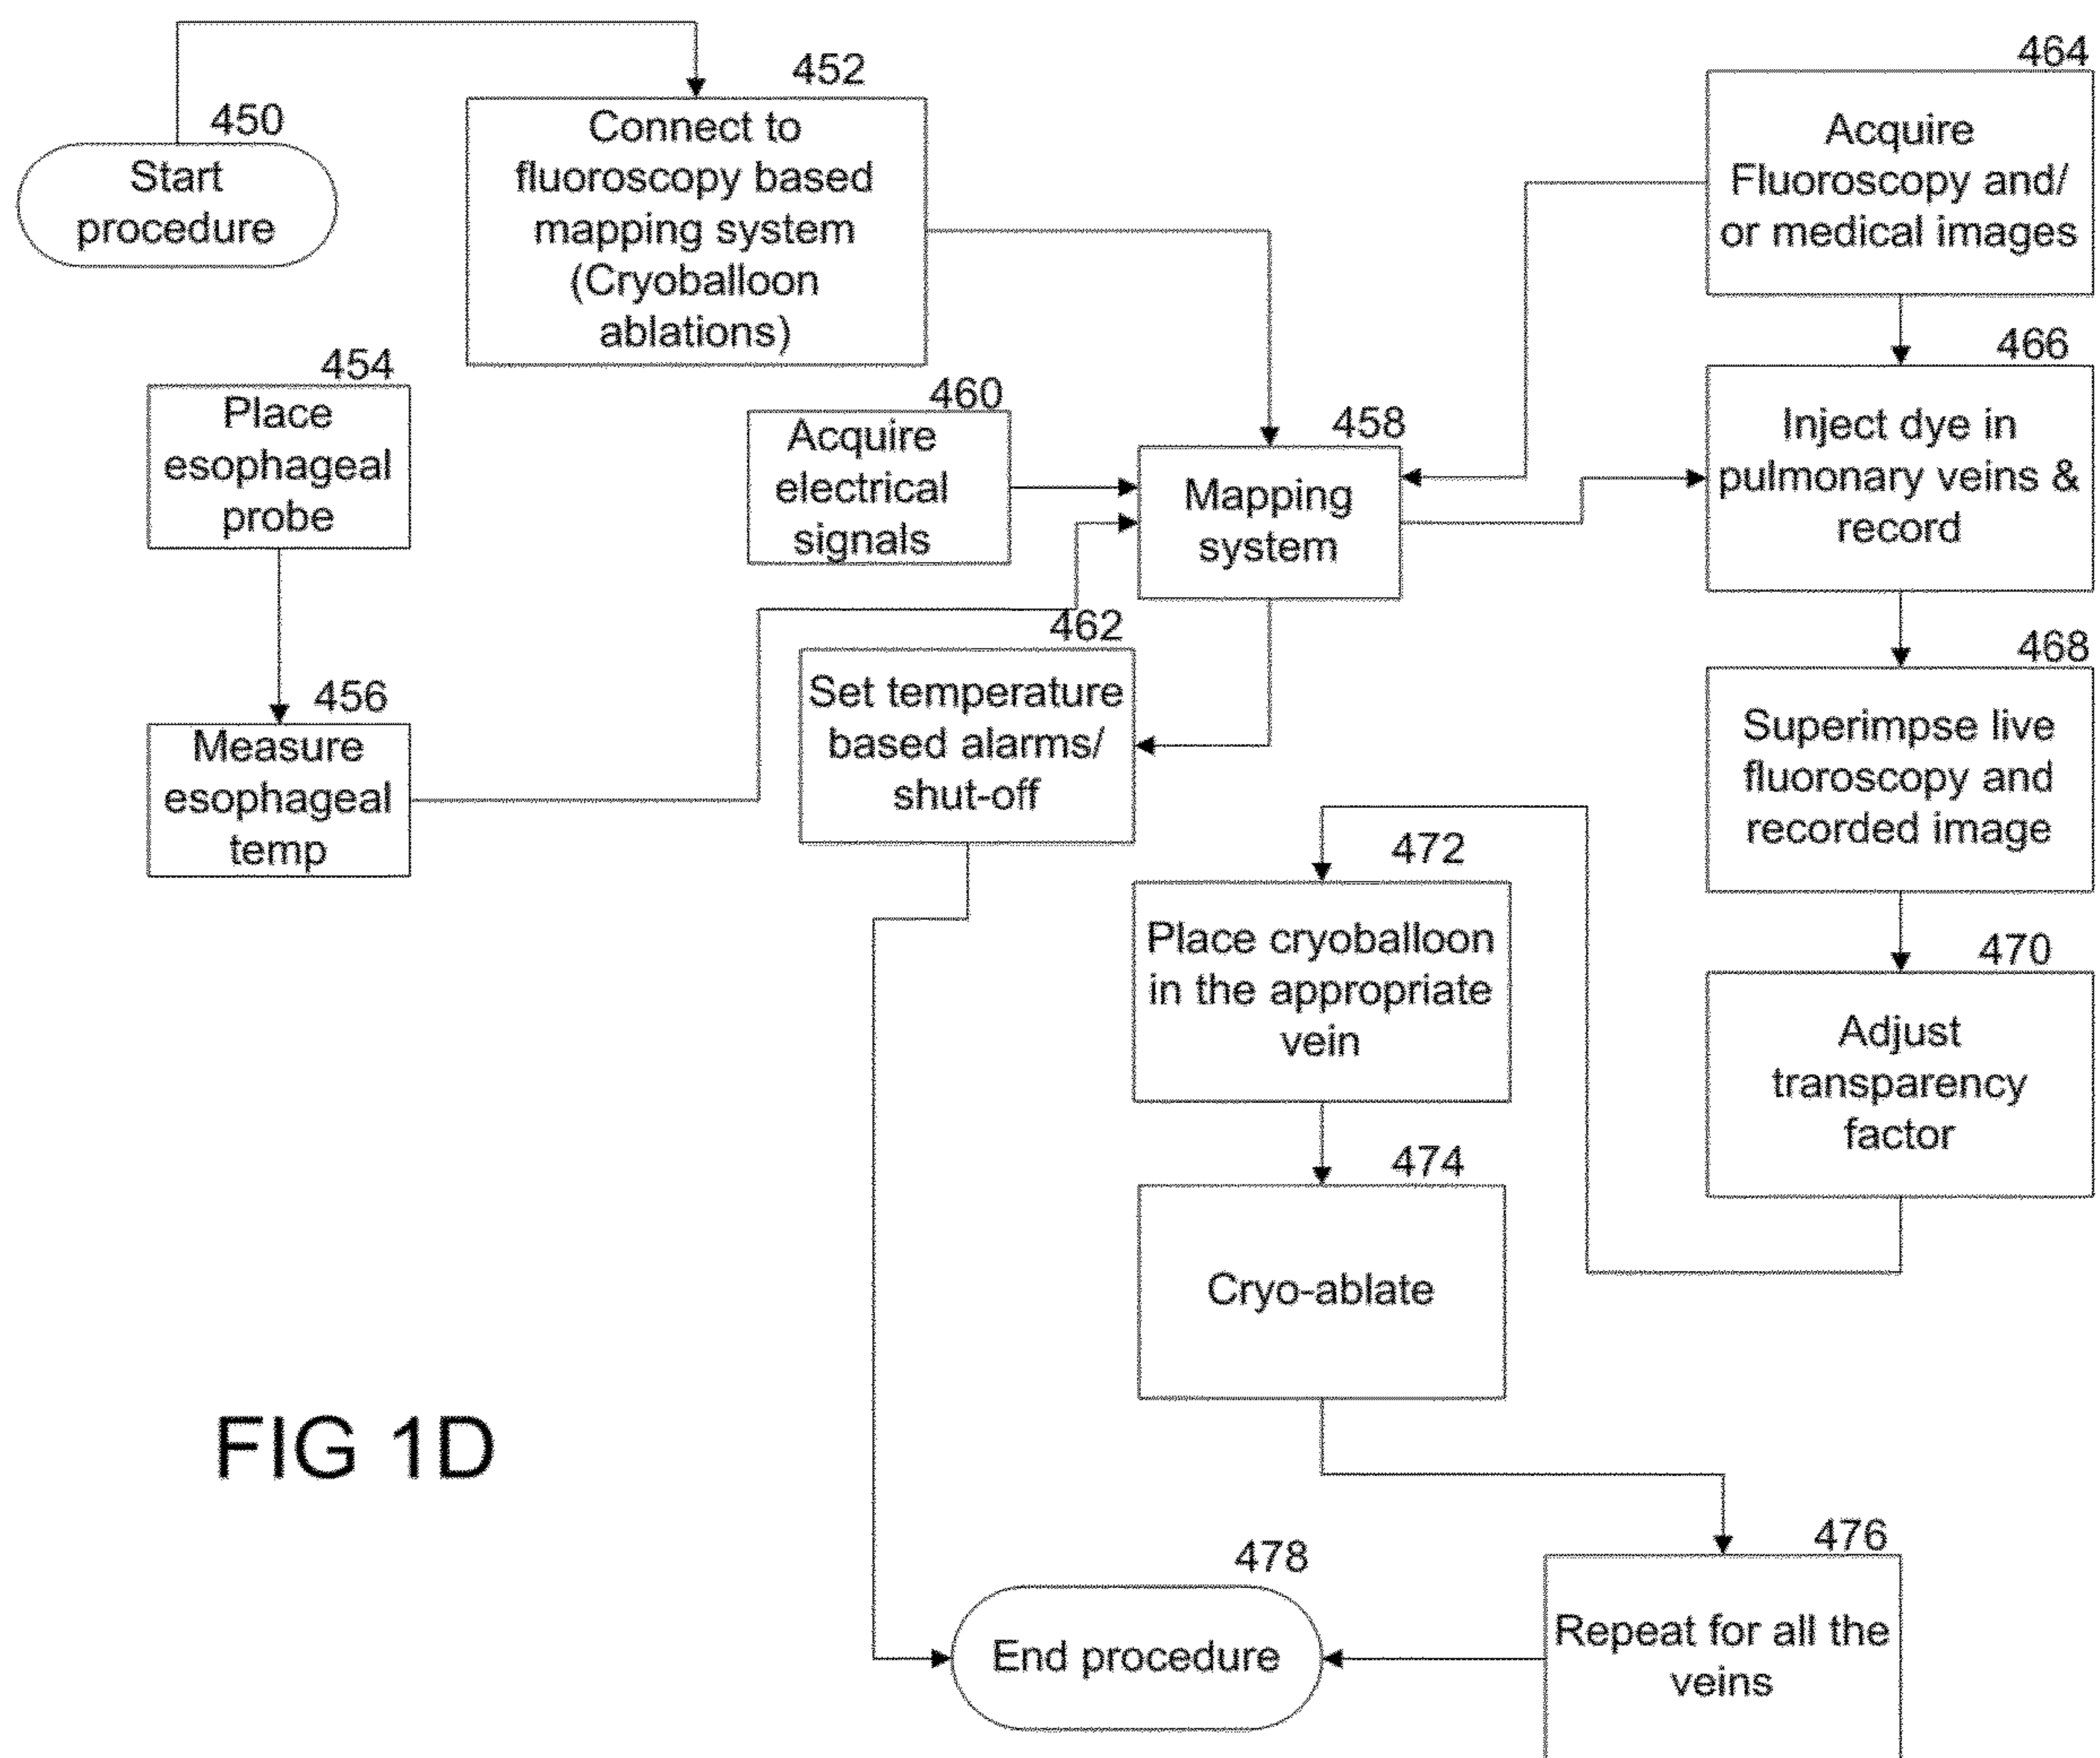 450
Start
procedure
452
Connect to
fluoroscopy based
mapping system
(Cryoballoon
ablations)
454
Place
esophageal
probe
456
Measure
esophageal
temp
460
Acquire
electrical
signals
458
Mapping
system
462
Set temperature
based alarms/
shut-off
464
Acquire
Fluoroscopy and/
or medical images
466
Inject dye in
pulmonary veins &
record
468
Superimpse live
fluoroscopy and
recorded image
470
Adjust
transparency
factor
472
Place cryoballoon
in the appropriate
vein
474
Cryo-ablate
476
Repeat for all the
veins
478
End procedure
FIG 1D